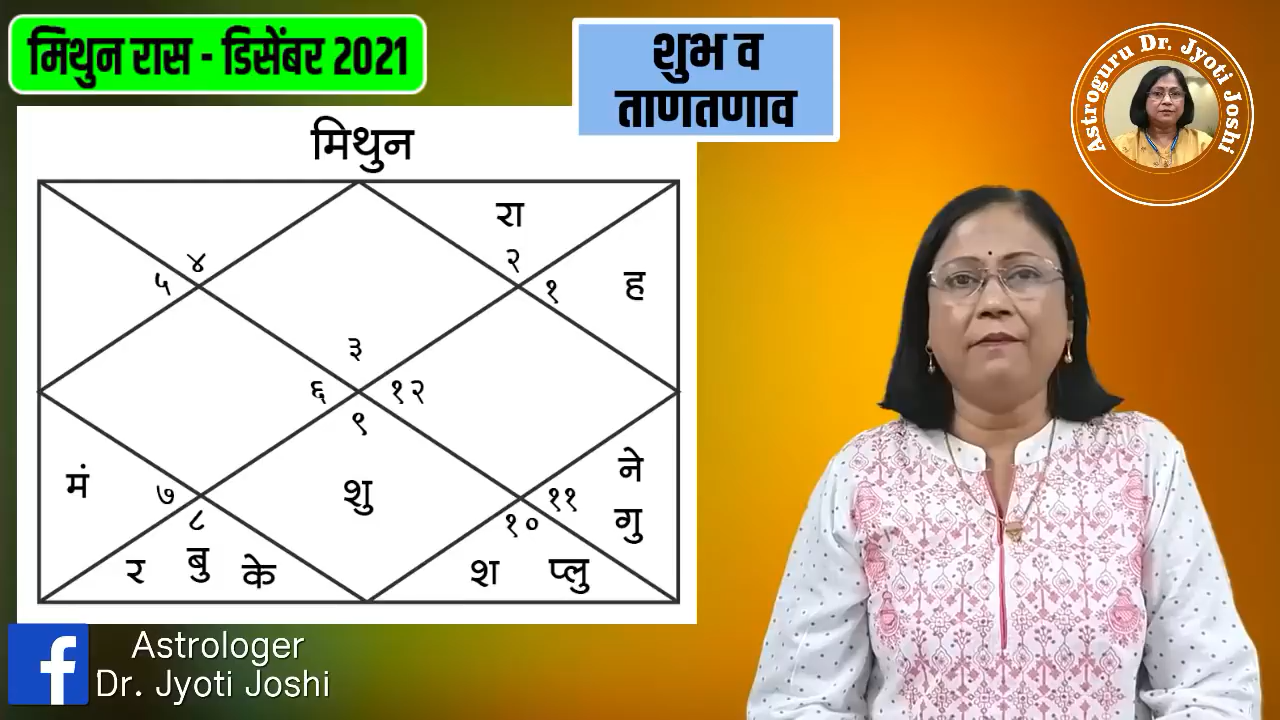 मिथुन रास - डिसेंबर 2021
शुभ व
ताणतणाव
Astroguru Dr. Jyoti Joshi
मिथुन
रा
४
२
५
१
ह
३
६
१२
९
मं
७
शु
११
ने
८
१०
गु
र बु के
श प्लु
f
Astrologer
Dr. Jyoti Joshi